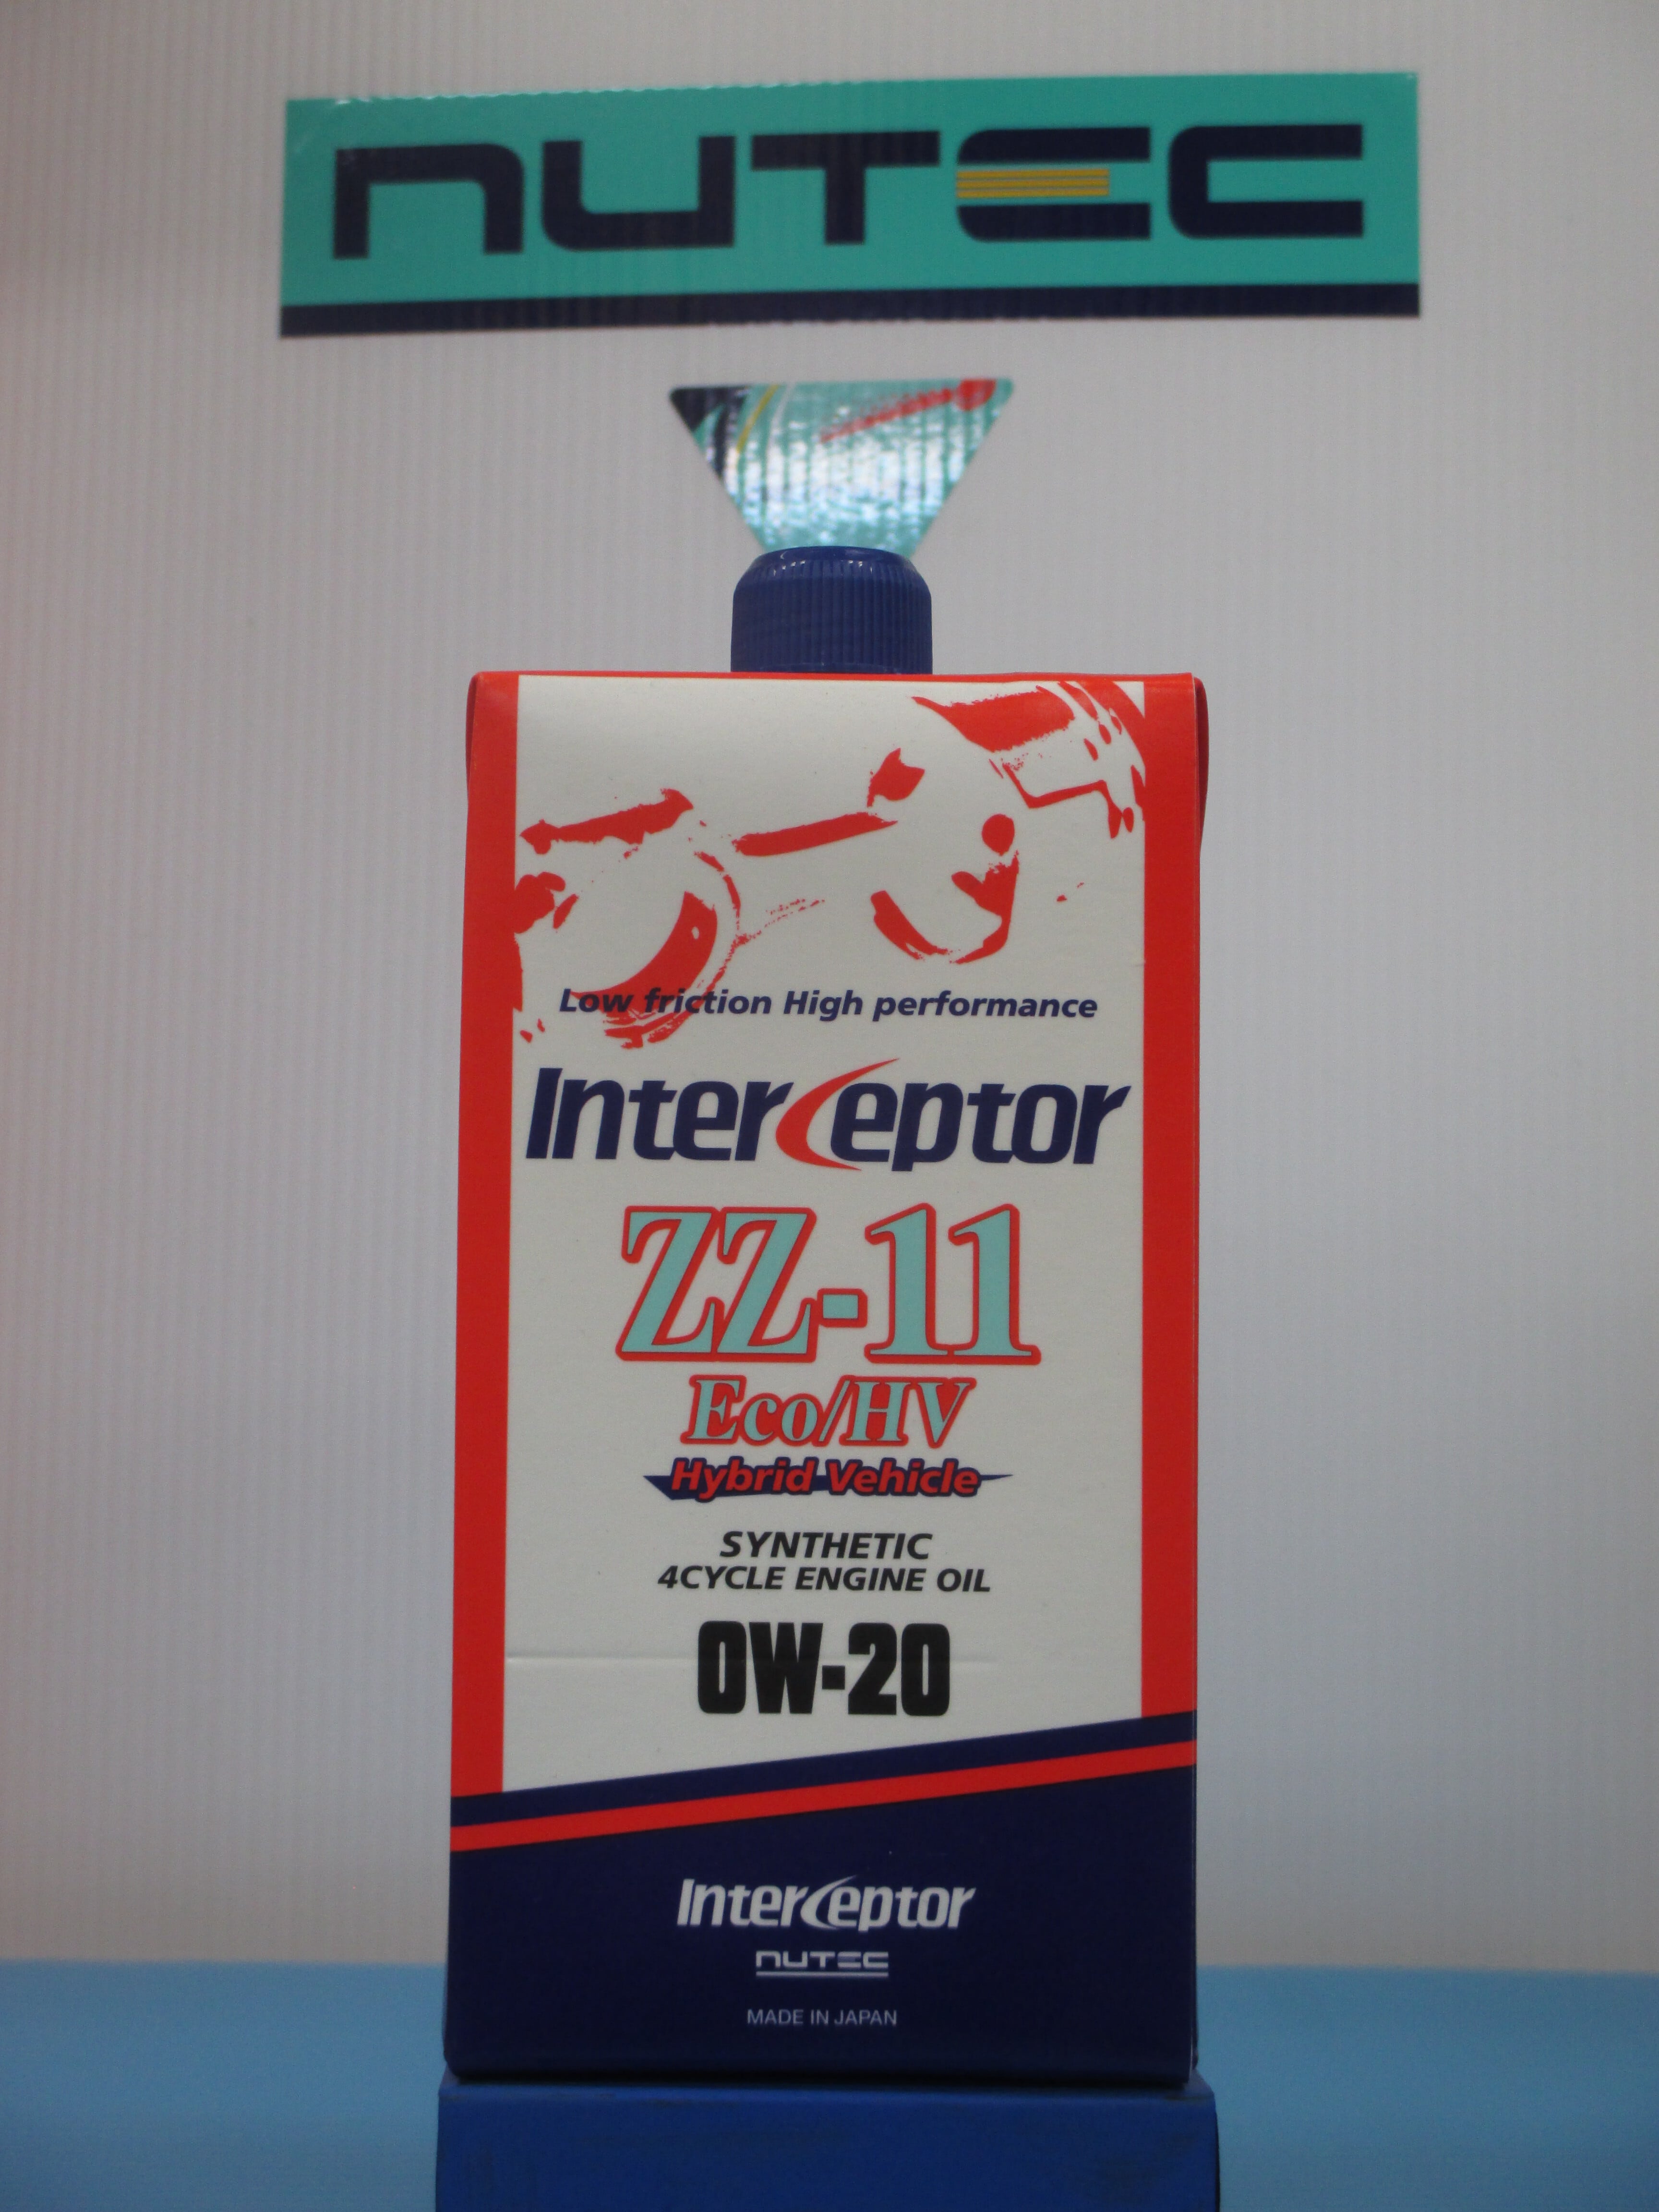 NUTEC
Low friction High performance
Interceptor
ZZ-11
Eco/HV
Hybrid Vehicle
SYNTHETIC
4CYCLE ENGINE OIL
0W-20
Interceptor
NUTEC
MADE IN JAPAN